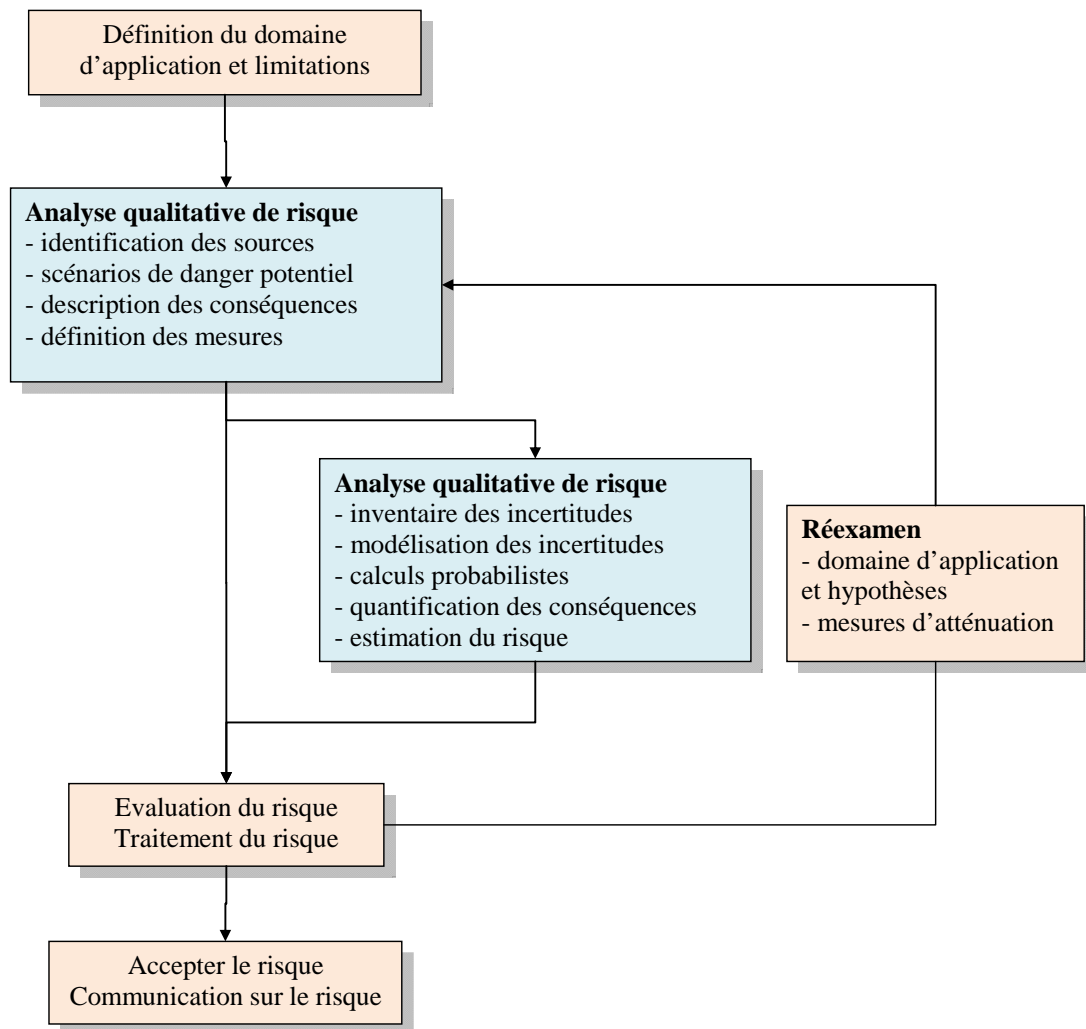 Définition du domaine
d’application et limitations
Analyse qualitative de risque
- identification des sources
- scénarios de danger potentiel
- description des conséquences
- définition des mesures
Analyse qualitative de risque
- inventaire des incertitudes
- modélisation des incertitudes
- calculs probabilistes
- quantification des conséquences
- estimation du risque
Réexamen
- domaine d’application
et hypothèses
- mesures d’atténuation
Evaluation du risque
Traitement du risque
Accepter le risque
Communication sur le risque